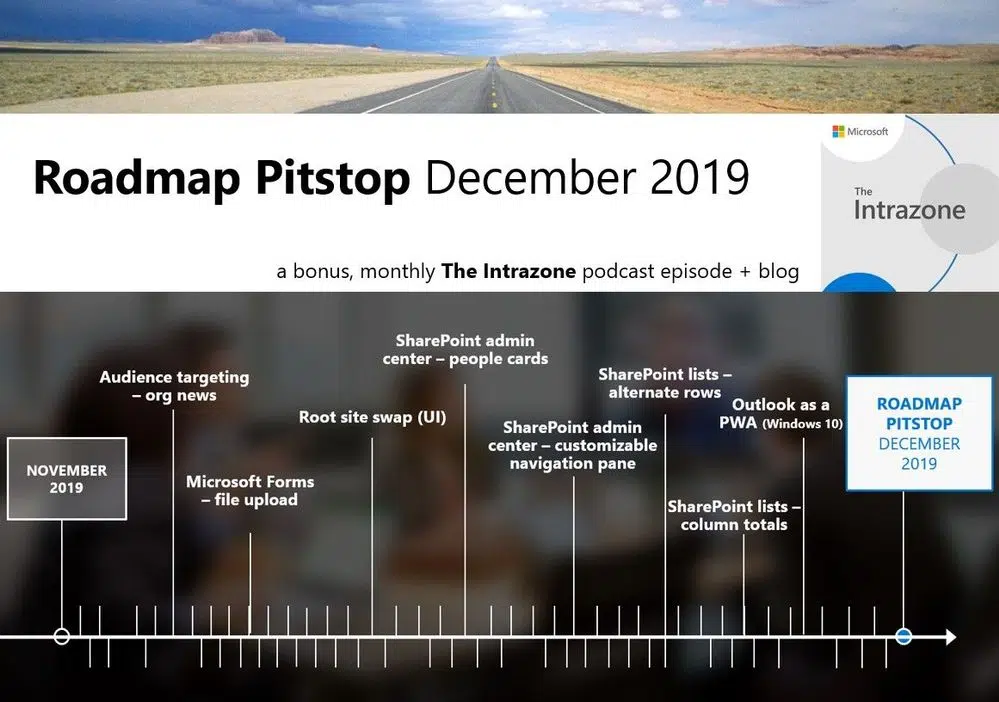 Roadmap Pitstop December 2019
Microsoft
The
Intrazone
a bonus, monthly The Intrazone podcast episode + blog
NOVEMBER
2019
Audience targeting
– org news
Microsoft Forms
– file upload
Root site swap (UI)
SharePoint admin
center – people cards
SharePoint admin
center – customizable
navigation pane
SharePoint lists –
alternate rows
SharePoint lists –
column totals
Outlook as a
PWA (Windows 10)
ROADMAP
PITSTOP
DECEMBER
2019